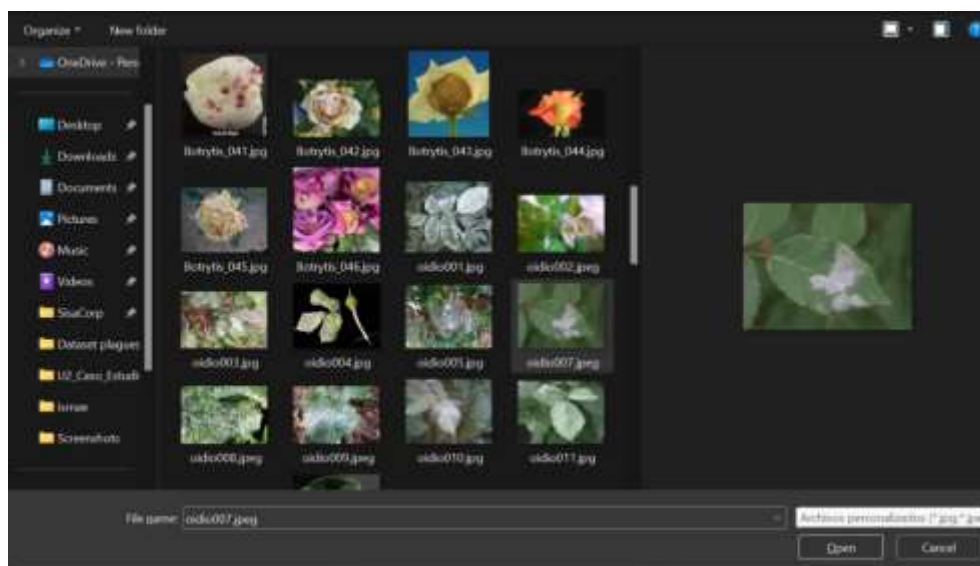 Organize
New folder
OneDrive - Pers
Desktop
Downloads
Documents
Pictures
Music
Videos
SisaCorp
Dataset plagues
U2_Caso_Estudi
Screenshots
Botrytis_041.jpg
Botrytis_042.jpg
Botrytis_043.jpg
Botrytis_044.jpg
Botrytis_045.jpg
Botrytis_046.jpg
oidio001.jpg
oidio002.jpeg
oidio003.jpg
oidio004.jpg
oidio005.jpg
oidio007.jpeg
oidio008.jpeg
oidio009.jpeg
oidio010.jpg
oidio011.jpg
File name: oidio007.jpeg
Archivos personalizados (*.jpg;*.jpe
Open
Cancel